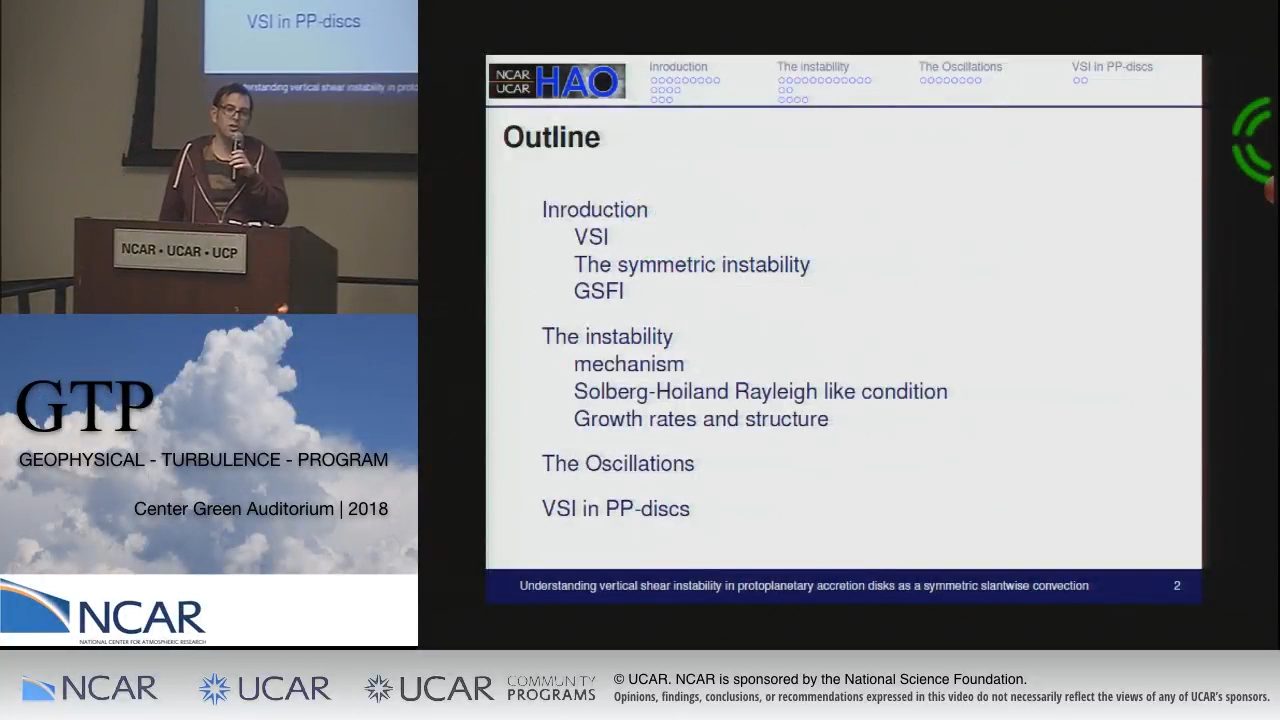 VSI in PP-discs
erstanding vertical shear instability in proto
NCAR • UCAR • UCP
GTP
GEOPHYSICAL - TURBULENCE - PROGRAM
Center Green Auditorium | 2018
NCAR
NATIONAL CENTER FOR ATMOSPHERIC RESEARCH
NCAR
UCAR
HAO
Inroduction
The instability
The Oscillations
VSI in PP-discs
Outline
Inroduction
VSI
The symmetric instability
GSFI
The instability
mechanism
Solberg-Hoiland Rayleigh like condition
Growth rates and structure
The Oscillations
VSI in PP-discs
Understanding vertical shear instability in protoplanetary accretion disks as a symmetric slantwise convection 2
NCAR
UCAR
UCAR
COMMUNITY
PROGRAMS
© UCAR. NCAR is sponsored by the National Science Foundation.
Opinions, findings, conclusions, or recommendations expressed in this video do not necessarily reflect the views of any of UCAR's sponsors.